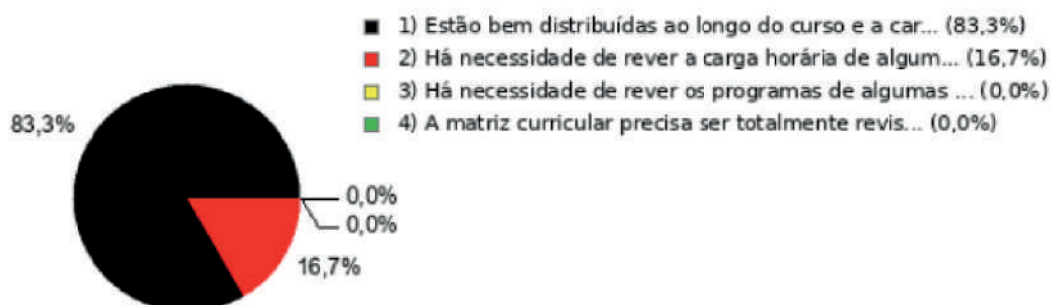 1) Estão bem distribuídas ao longo do curso e a car... (83,3%)
2) Há necessidade de rever a carga horária de algum... (16,7%)
3) Há necessidade de rever os programas de algumas ... (0,0%)
4) A matriz curricular precisa ser totalmente revis... (0,0%)
83,3%
0,0%
0,0%
16,7%